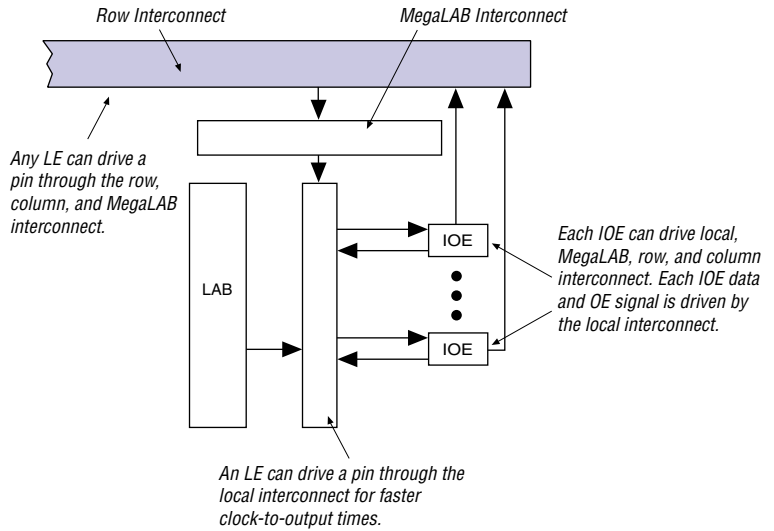 Row Interconnect
MegaLAB Interconnect
Any LE can drive a
pin through the row,
column, and MegaLAB
interconnect.
LAB
IOE
IOE
Each IOE can drive local,
MegaLAB, row, and column
interconnect. Each IOE data
and OE signal is driven by
the local interconnect.
An LE can drive a pin through the
local interconnect for faster
clock-to-output times.